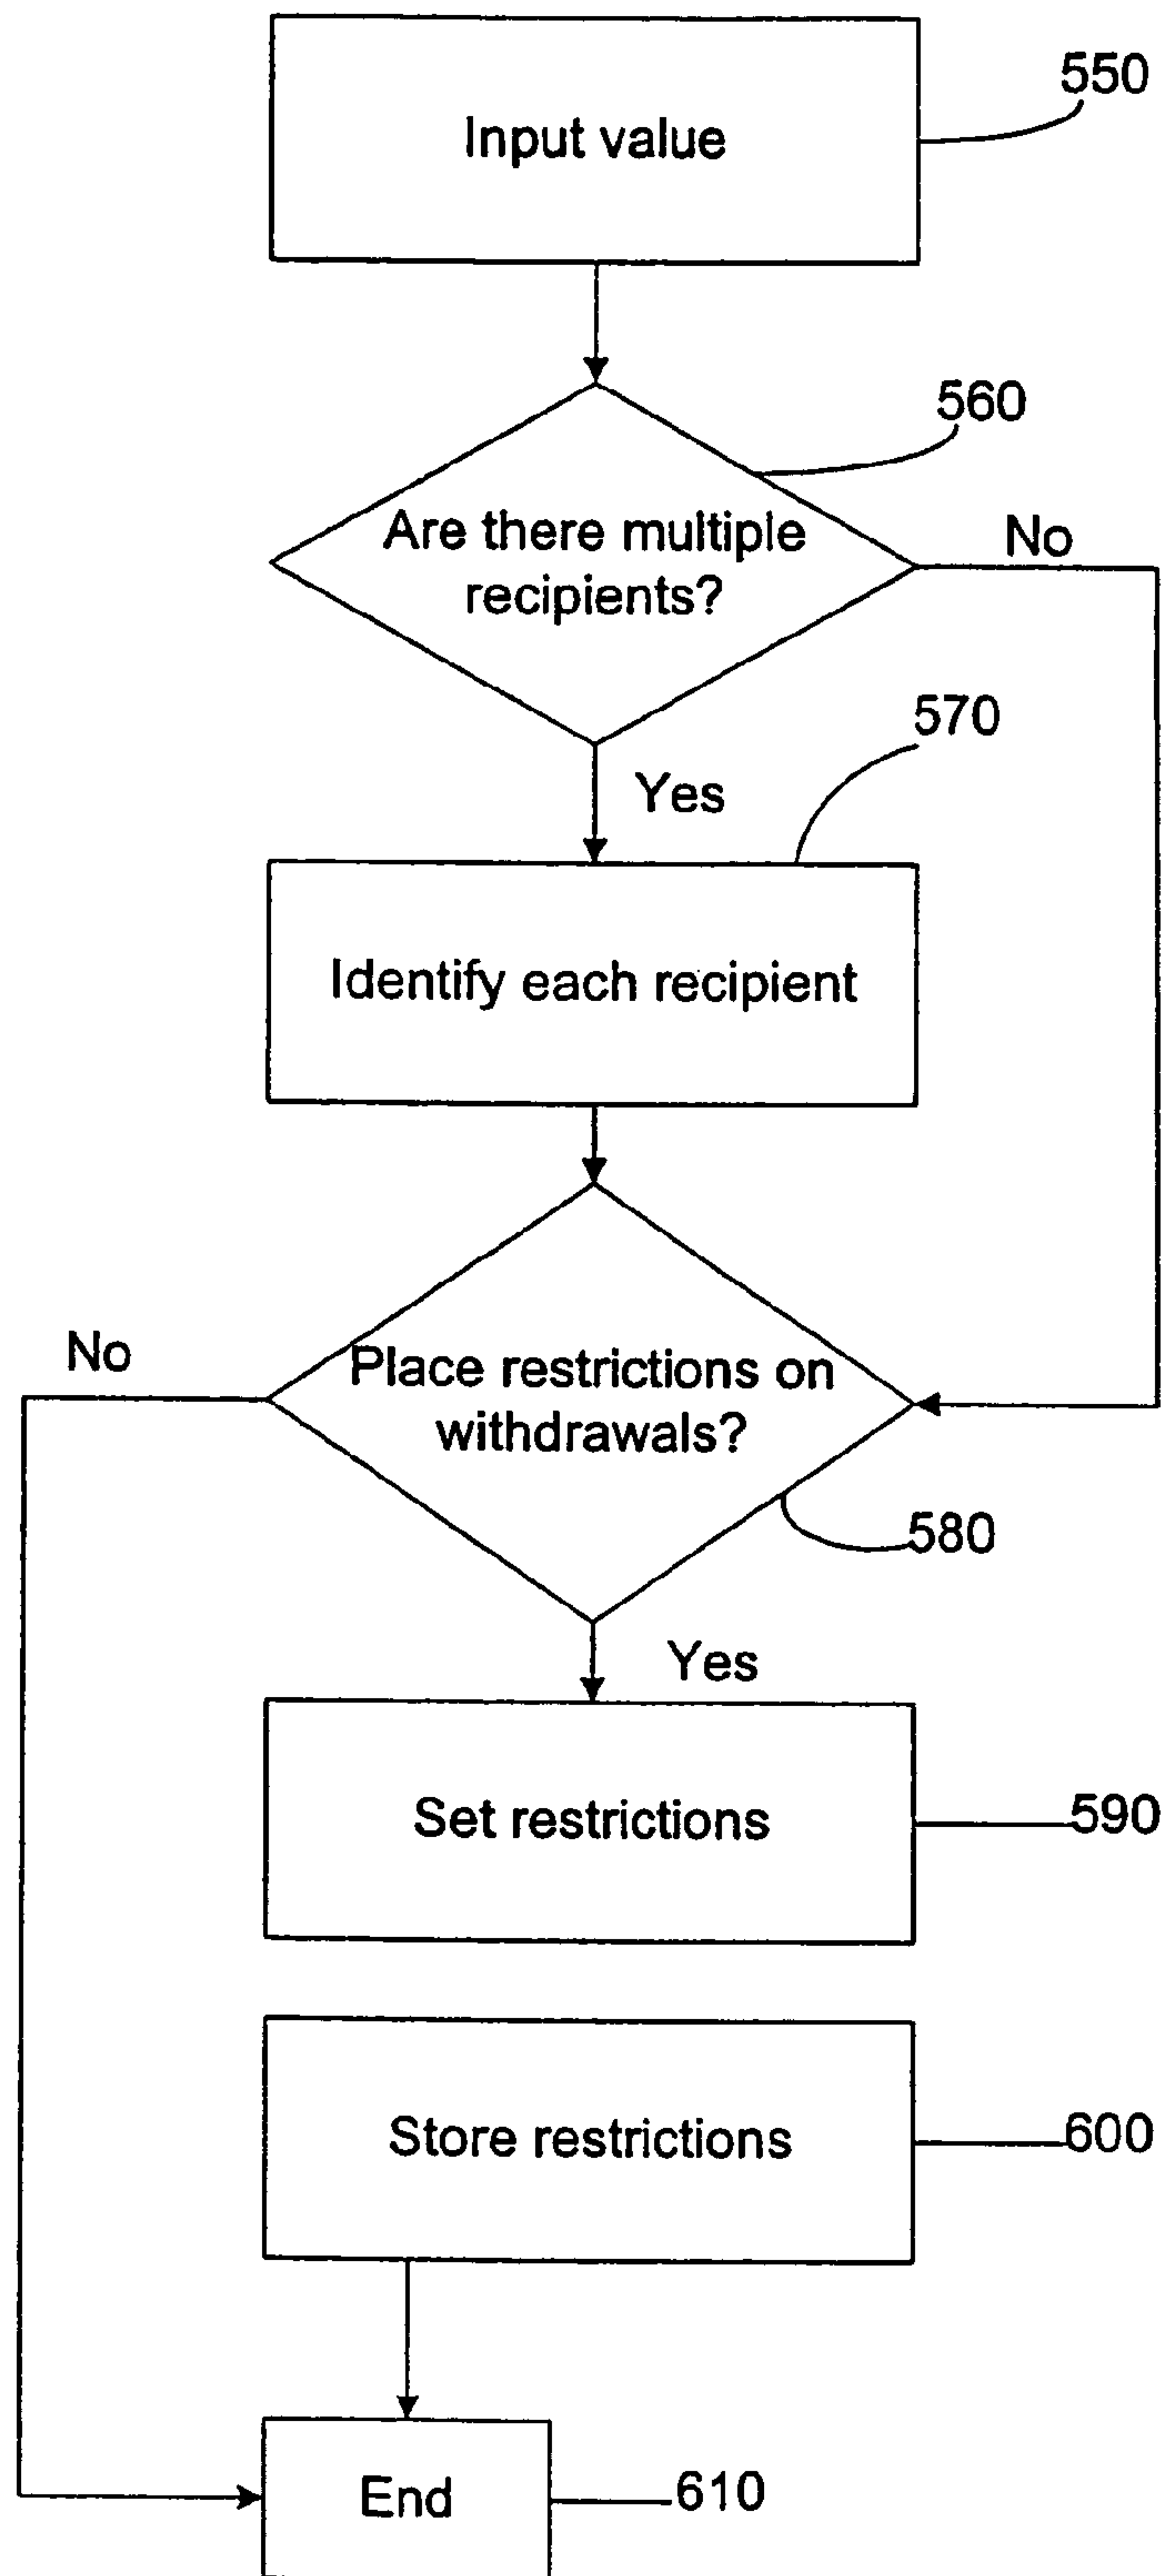 Input value
550
560
Are there multiple
recipients?
No
570
Yes
Identify each recipient
No
Place restrictions on
withdrawals?
580
Yes
Set restrictions
590
Store restrictions
600
End
610